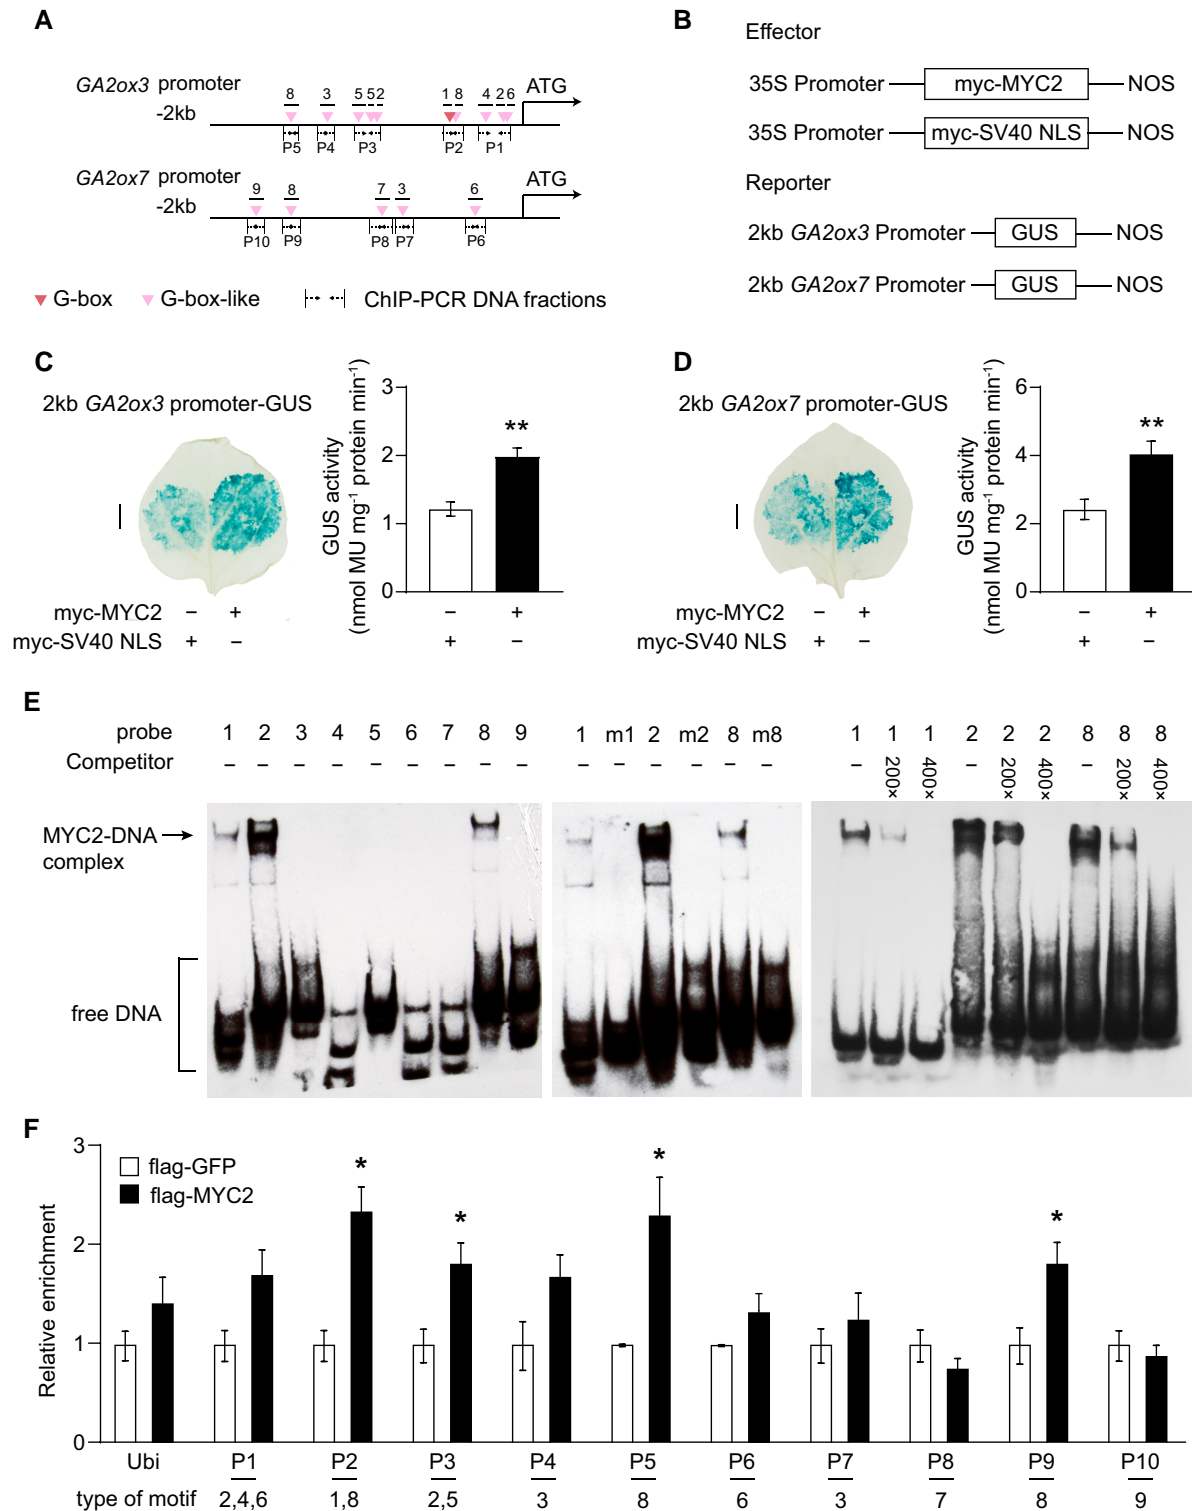 A
GA2ox3 promoter
-2kb
8 3 5 5 2 1 8 4 2 6
ATG
P5 P4 P3 P2 P1
GA2ox7 promoter
-2kb
9 8 7 3 6
ATG
P10 P9 P8 P7 P6
G-box G-box-like ChIP-PCR DNA fractions
B
Effector
35S Promoter myc-MYC2 NOS
35S Promoter myc-SV40 NLS NOS
Reporter
2kb GA2ox3 Promoter GUS NOS
2kb GA2ox7 Promoter GUS NOS
C
2kb GA2ox3 promoter-GUS
GUS activity
(nmol MU mg⁻¹ protein min⁻¹)
3
2
1
0
**
myc-MYC2 − + − +
myc-SV40 NLS + − + −
D
2kb GA2ox7 promoter-GUS
GUS activity
(nmol MU mg⁻¹ protein min⁻¹)
6
4
2
0
**
myc-MYC2 − + − +
myc-SV40 NLS + − + −
E
probe 1 2 3 4 5 6 7 8 9 1 m1 2 m2 8 m8 1 1 1 2 2 2 8 8 8
Competitor − − − − − − − − − − − − − − − − 200× 400× − 200× 400× − 200× 400×
MYC2-DNA
complex
free DNA
F
Relative enrichment
3
2
1
0
flag-GFP
flag-MYC2
* * * *
Ubi P1 P2 P3 P4 P5 P6 P7 P8 P9 P10
type of motif 2,4,6 1,8 2,5 3 8 6 3 7 8 9